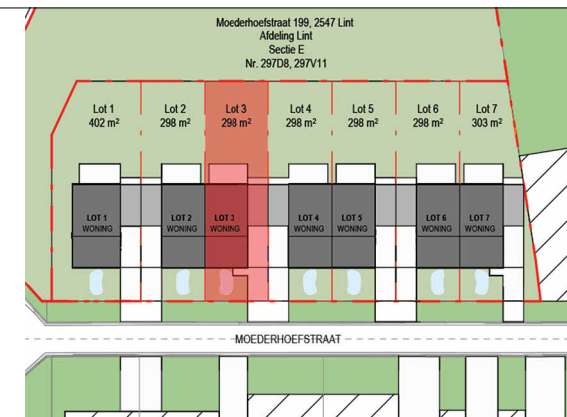 Moederhoefstraat 199, 2547 Lint
Afdeling Lint
Sectie E
Nr. 297D8, 297V11
Lot 1 Lot 2 Lot 3 Lot 4 Lot 5 Lot 6 Lot 7
402 m² 298 m² 298 m² 298 m² 298 m² 298 m² 303 m²
LOT 1 LOT 2 LOT 3 LOT 4 LOT 5 LOT 6 LOT 7
WONING WONING WONING WONING WONING WONING WONING
MOEDERHOEFSTRAAT